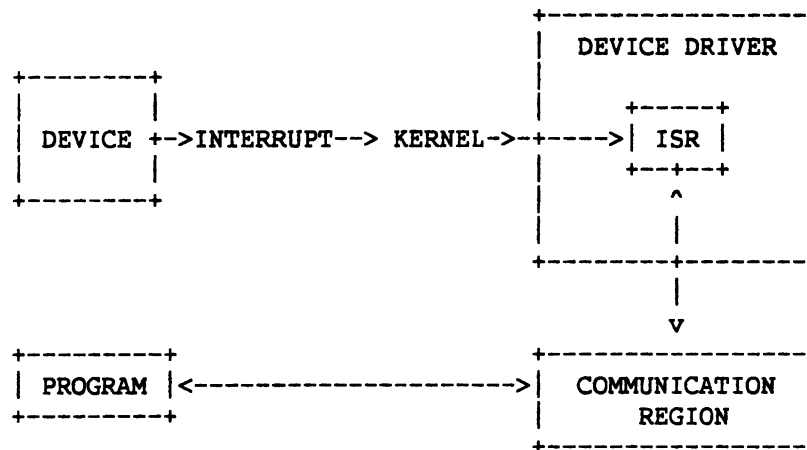 DEVICE DRIVER
DEVICE
INTERRUPT
KERNEL
ISR
PROGRAM
COMMUNICATION
REGION